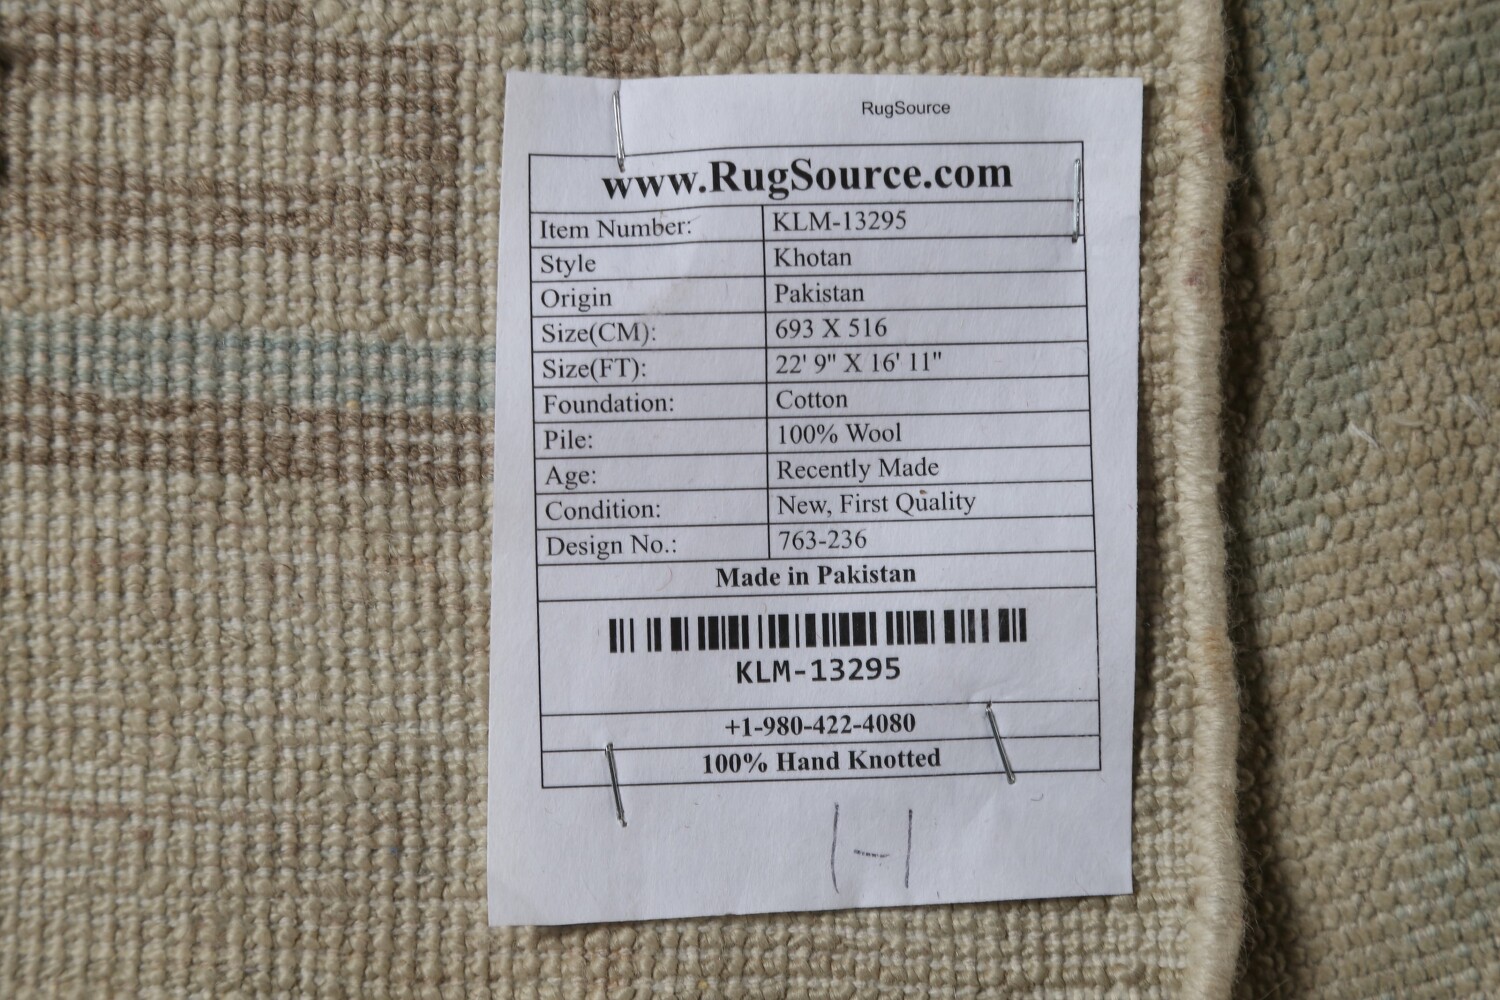 RugSource
www.RugSource.com
Item Number: KLM-13295
Style Khotan
Origin Pakistan
Size(CM): 693 X 516
Size(FT): 22' 9" X 16' 11"
Foundation: Cotton
Pile: 100% Wool
Age: Recently Made
Condition: New, First Quality
Design No.: 763-236
Made in Pakistan
KLM-13295
+1-980-422-4080
100% Hand Knotted